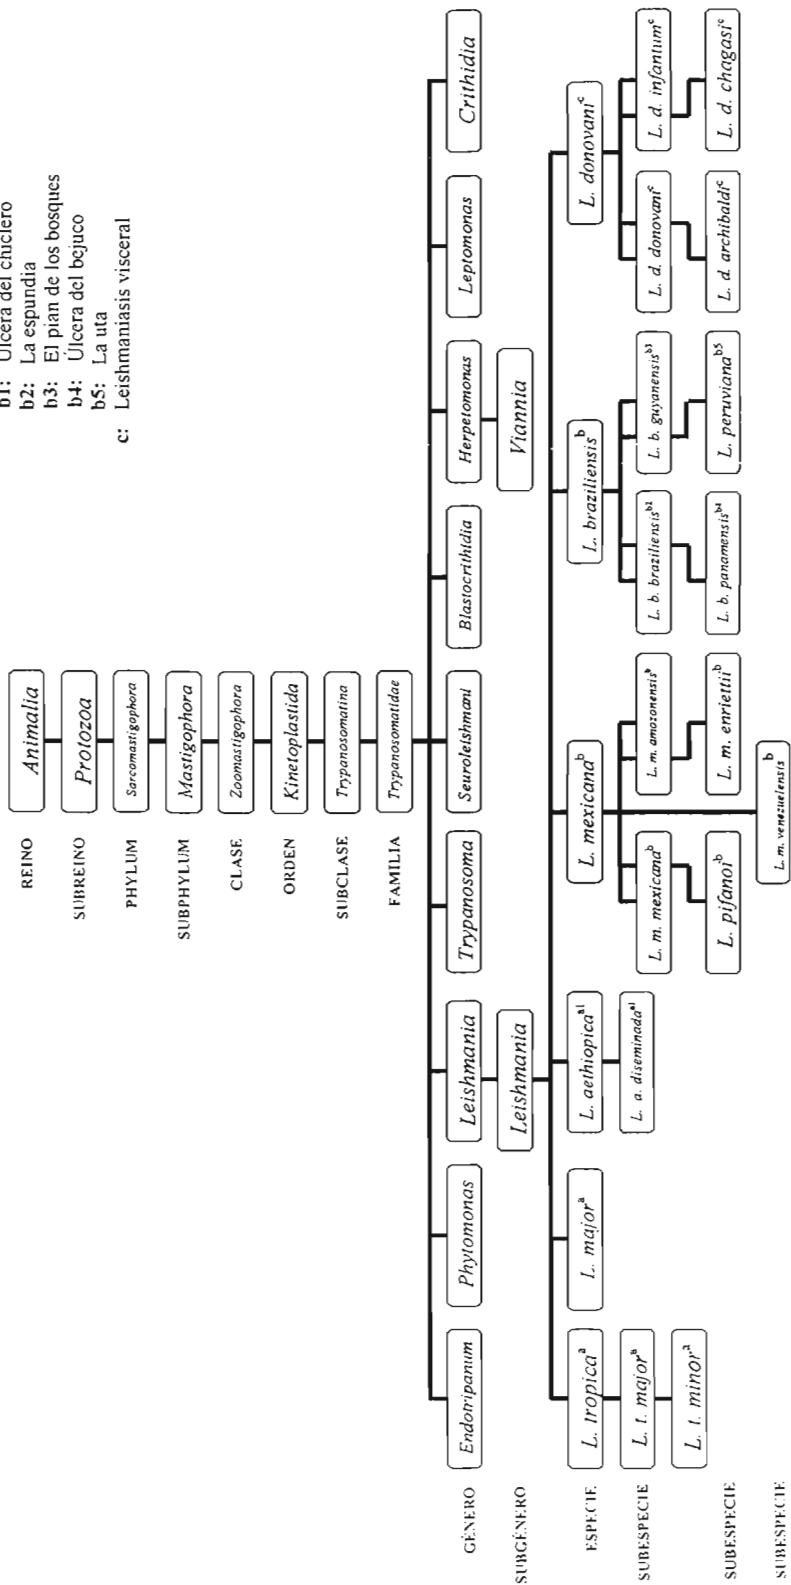 b1: Úlcera del chiclero
b2: La espundia
b3: El pian de los bosques
b4: Úlcera del bejuco
b5: La uta
c: Leishmaniasis visceral
REINO
Animalia
SUBREINO
Protozoa
PHYLUM
Sarcomastigophora
SUBPHYLUM
Mastigophora
CLASE
Zoomastigophora
ORDEN
Kinetoplastida
SUBCLASE
Trypanosomatina
FAMILIA
Trypanosomatidae
GÉNERO
Endotripanum
Phytomonas
Leishmania
Trypanosoma
Seuroleishmani
Blastocrithidia
Herpetomonas
Leptomonas
Crithidia
SUBGÉNERO
Leishmania
Viannia
ESPECIE
L. tropica a
L. major a
L. aethiopica a1
L. mexicana b
L. braziliensis b
L. donovani c
SUBESPECIE
L. t. major a
L. a. diseminada a1
L. m. mexicana b
L. m. amazonensis b
L. b. braziliensis b2
L. b. guyanensis b3
L. d. donovani c
L. d. infantum c
L. t. minor a
SUBESPECIE
L. pifanoi b
L. m. enriettii b
L. b. panamensis b4
L. peruviana b5
L. d. archibaldi c
L. d. chagasi c
SUBESPECIE
L. m. venezuelensis b